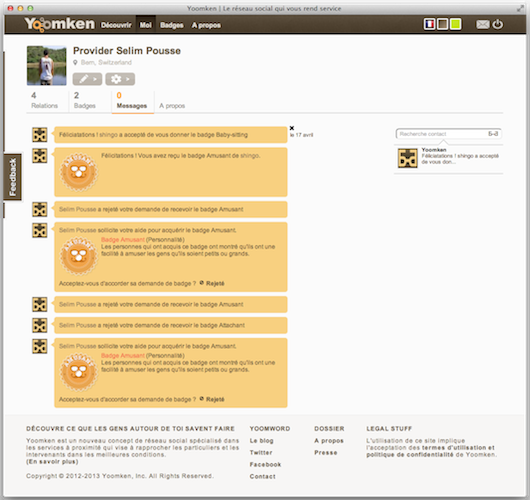 Yoomken | Le réseau social qui vous rend service
Yoomken Découvrir Moi Badges A propos
Provider Selim Pousse
Bern, Switzerland
4 2 0
Relations Badges Messages A propos
Feedback
Féliciatations ! shingo a accepté de vous donner le badge Baby-sitting
le 17 avril
Recherche contact
Yoomken
Féliciatations ! shingo a accepté
de vous don...
Félicitations ! Vous avez reçu le badge Amusant de shingo.
AMUSANT
Selim Pousse a rejeté votre demande de recevoir le badge Amusant
Selim Pousse sollicite votre aide pour acquérir le badge Amusant.
AMUSANT
Badge Amusant (Personnalité)
Les personnes qui ont acquis ce badge ont montré qu'ils ont une
facilité à amuser les gens qu'ils soient petits ou grands.
Acceptez-vous d'accorder sa demande de badge ? Rejeté
Selim Pousse a rejeté votre demande de recevoir le badge Amusant
Selim Pousse a rejeté votre demande de recevoir le badge Attachant
Selim Pousse sollicite votre aide pour acquérir le badge Amusant.
AMUSANT
Badge Amusant (Personnalité)
Les personnes qui ont acquis ce badge ont montré qu'ils ont une
facilité à amuser les gens qu'ils soient petits ou grands.
Acceptez-vous d'accorder sa demande de badge ? Rejeté
DÉCOUVRE CE QUE LES GENS AUTOUR DE TOI SAVENT FAIRE
Yoomken est un nouveau concept de réseau social spécialisé dans
les services à proximité qui vise à rapprocher les particuliers et les
intervenants dans les meilleures conditions.
(En savoir plus)
Copyright © 2012-2013 Yoomken, Inc. All Rights Reserved.
YOOMWORD
Le blog
Twitter
Facebook
Contact
DOSSIER
A propos
Presse
LEGAL STUFF
L'utilisation de ce site implique
l'acceptation des termes d'utilisation et
politique de confidentialité de Yoomken.